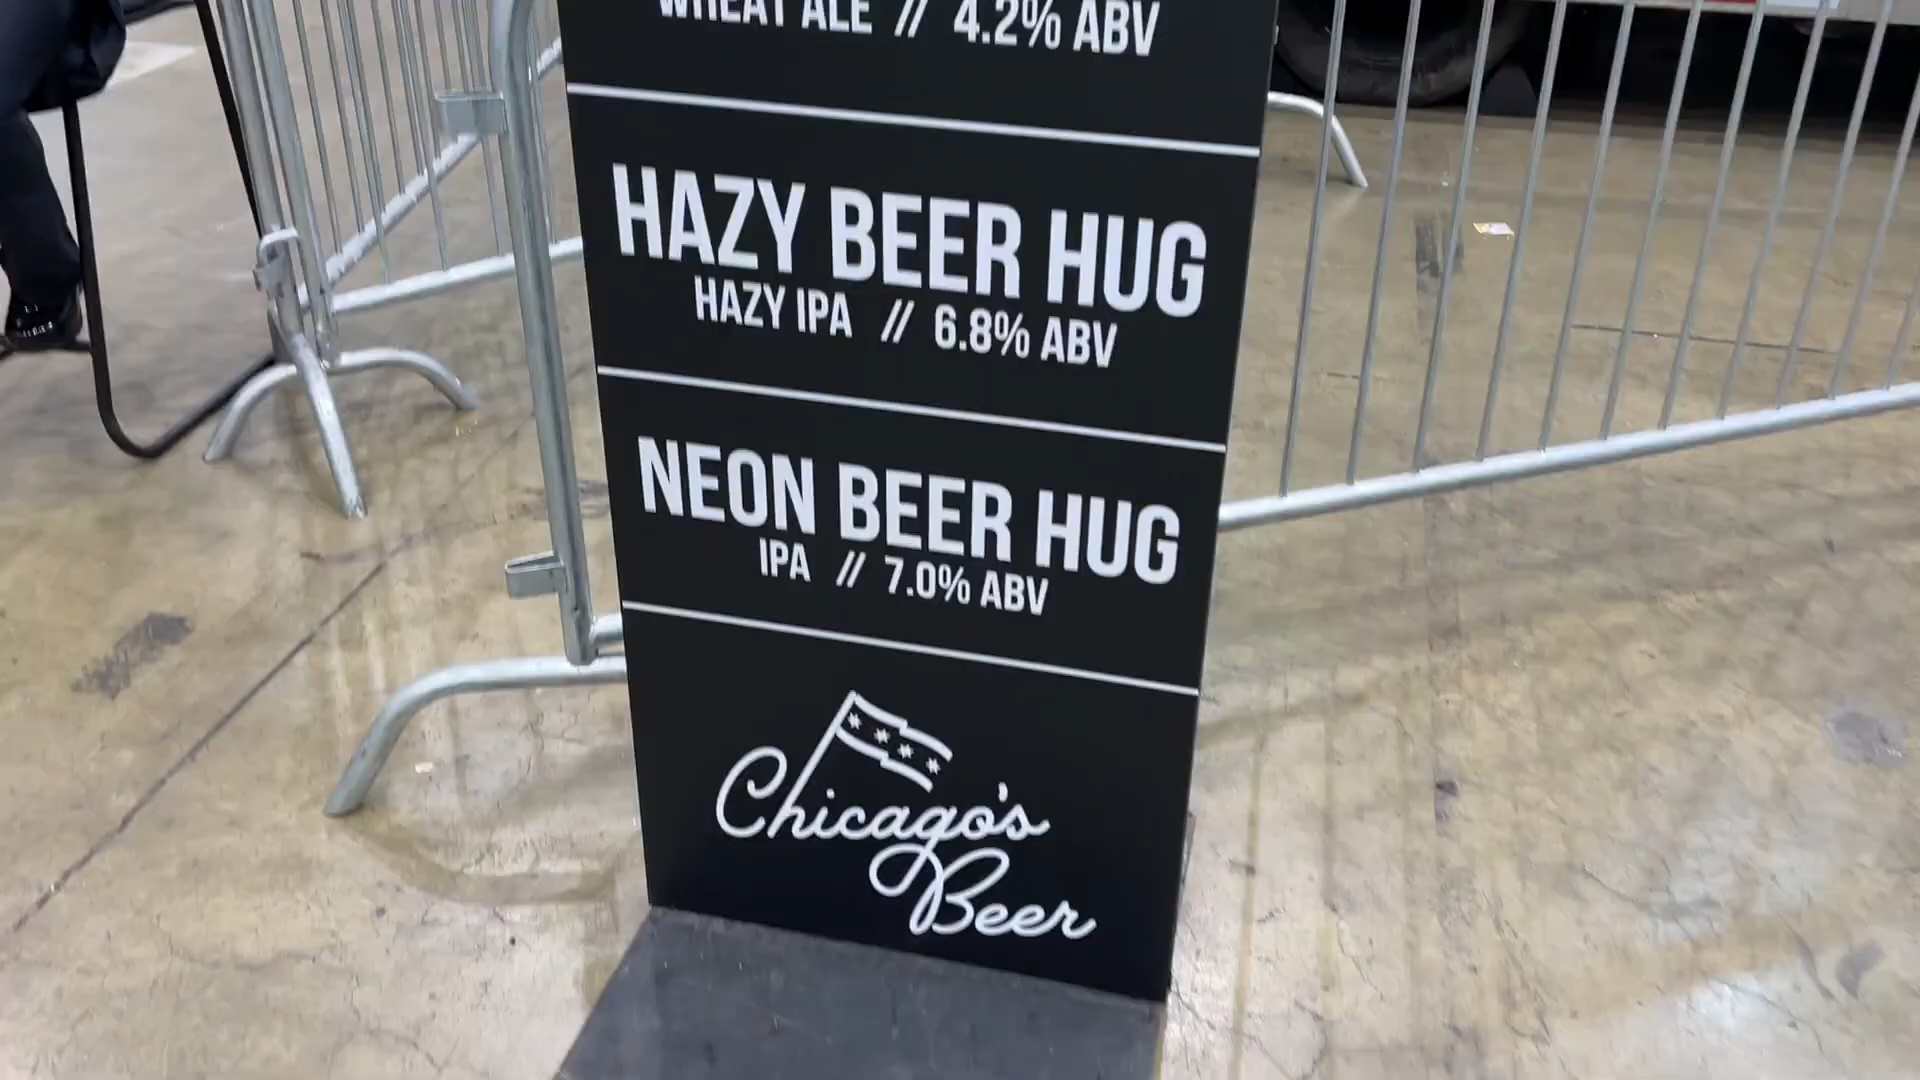 WHEAT ALE // 4.2% ABV
HAZY BEER HUG
HAZY IPA // 6.8% ABV
NEON BEER HUG
IPA // 7.0% ABV
Chicago's
Beer